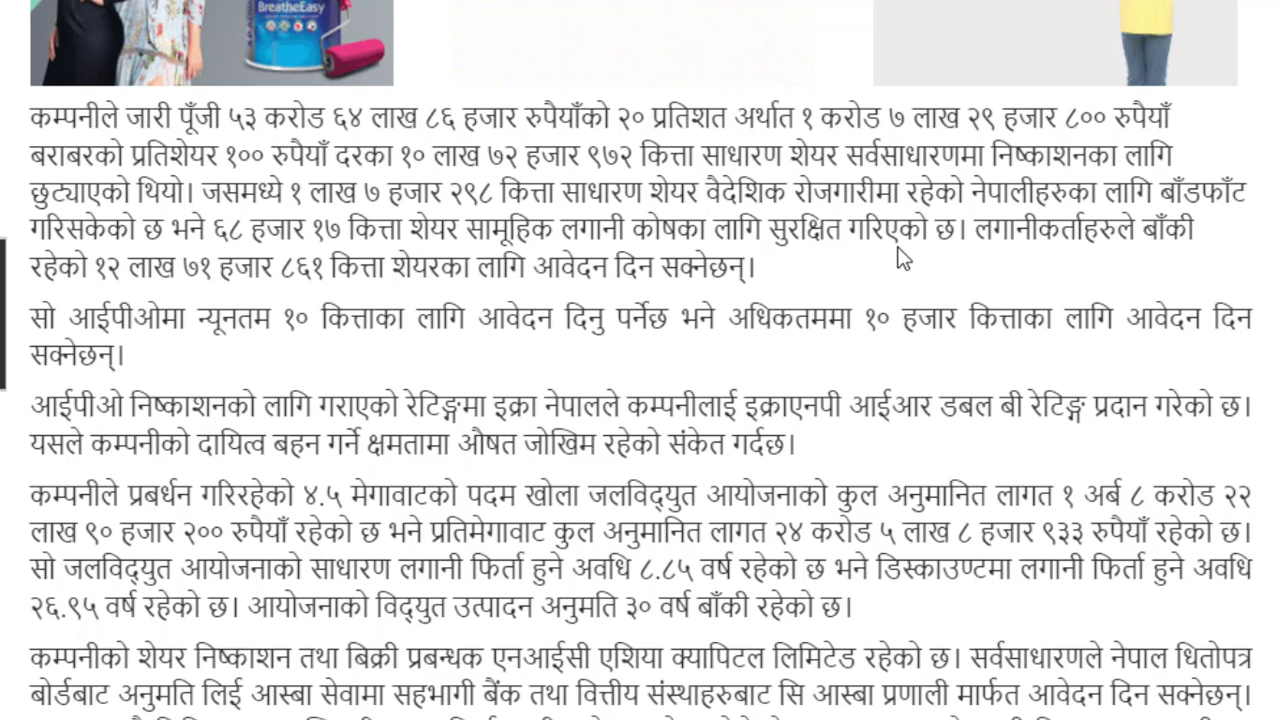 BreatheEasy
कम्पनीले जारी पूँजी ५३ करोड ६४ लाख ८६ हजार रुपैयाँको २० प्रतिशत अर्थात १ करोड ७ लाख २९ हजार ८०० रुपैयाँ
बराबरको प्रतिशेयर १०० रुपैयाँ दरका १० लाख ७२ हजार ९७२ कित्ता साधारण शेयर सर्वसाधारणमा निष्काशनका लागि
छुट्याएको थियो। जसमध्ये १ लाख ७ हजार २९८ कित्ता साधारण शेयर वैदेशिक रोजगारीमा रहेको नेपालीहरुका लागि बाँडफाँट
गरिसकेको छ भने ६८ हजार १७ कित्ता शेयर सामूहिक लगानी कोषका लागि सुरक्षित गरिएको छ। लगानीकर्ताहरुले बाँकी
रहेको १२ लाख ७१ हजार ८६१ कित्ता शेयरका लागि आवेदन दिन सक्नेछन्।
सो आईपीओमा न्यूनतम १० कित्ताका लागि आवेदन दिनु पर्नेछ भने अधिकतममा १० हजार कित्ताका लागि आवेदन दिन
सक्नेछन्।
आईपीओ निष्काशनको लागि गराएको रेटिङ्गमा इक्रा नेपालले कम्पनीलाई इक्राएनपी आईआर डबल बी रेटिङ्ग प्रदान गरेको छ।
यसले कम्पनीको दायित्व बहन गर्ने क्षमतामा औषत जोखिम रहेको संकेत गर्दछ।
कम्पनीले प्रबर्धन गरिरहेको ४.५ मेगावाटको पदम खोला जलविद्युत आयोजनाको कुल अनुमानित लागत १ अर्ब ८ करोड २२
लाख ९० हजार २०० रुपैयाँ रहेको छ भने प्रतिमेगावाट कुल अनुमानित लागत २४ करोड ५ लाख ८ हजार ९३३ रुपैयाँ रहेको छ।
सो जलविद्युत आयोजनाको साधारण लगानी फिर्ता हुने अवधि ८.८५ वर्ष रहेको छ भने डिस्काउण्टमा लगानी फिर्ता हुने अवधि
२६.९५ वर्ष रहेको छ। आयोजनाको विद्युत उत्पादन अनुमति ३० वर्ष बाँकी रहेको छ।
कम्पनीको शेयर निष्काशन तथा बिक्री प्रबन्धक एनआईसी एशिया क्यापिटल लिमिटेड रहेको छ। सर्वसाधारणले नेपाल धितोपत्र
बोर्डबाट अनुमति लिई आस्बा सेवामा सहभागी बैंक तथा वित्तीय संस्थाहरुबाट सि आस्बा प्रणाली मार्फत आवेदन दिन सक्नेछन्।